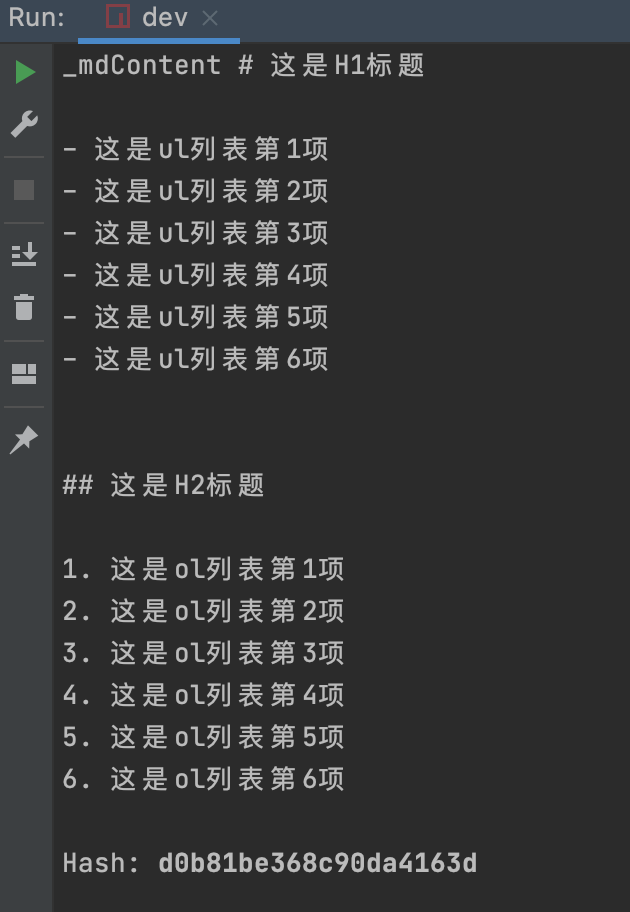 Run: dev
_mdContent # 这是H1标题
- 这是ul列表第1项
- 这是ul列表第2项
- 这是ul列表第3项
- 这是ul列表第4项
- 这是ul列表第5项
- 这是ul列表第6项
## 这是H2标题
1. 这是ol列表第1项
2. 这是ol列表第2项
3. 这是ol列表第3项
4. 这是ol列表第4项
5. 这是ol列表第5项
6. 这是ol列表第6项
Hash: d0b81be368c90da4163d